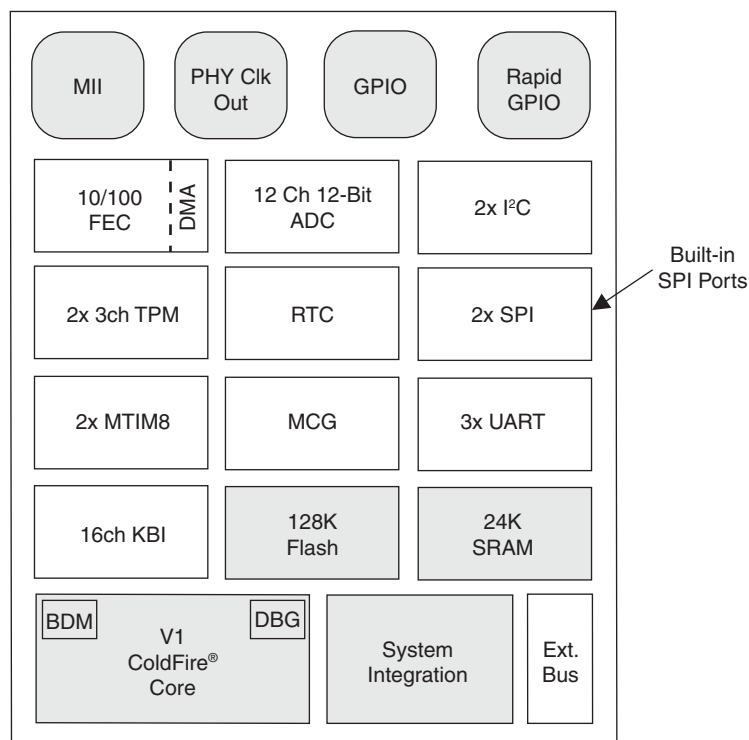 MII
PHY Clk
Out
GPIO
Rapid
GPIO
10/100
FEC
DMA
12 Ch 12-Bit
ADC
2x I²C
Built-in
SPI Ports
2x 3ch TPM
RTC
2x SPI
2x MTIM8
MCG
3x UART
16ch KBI
128K
Flash
24K
SRAM
BDM
DBG
V1
ColdFire®
Core
System
Integration
Ext.
Bus